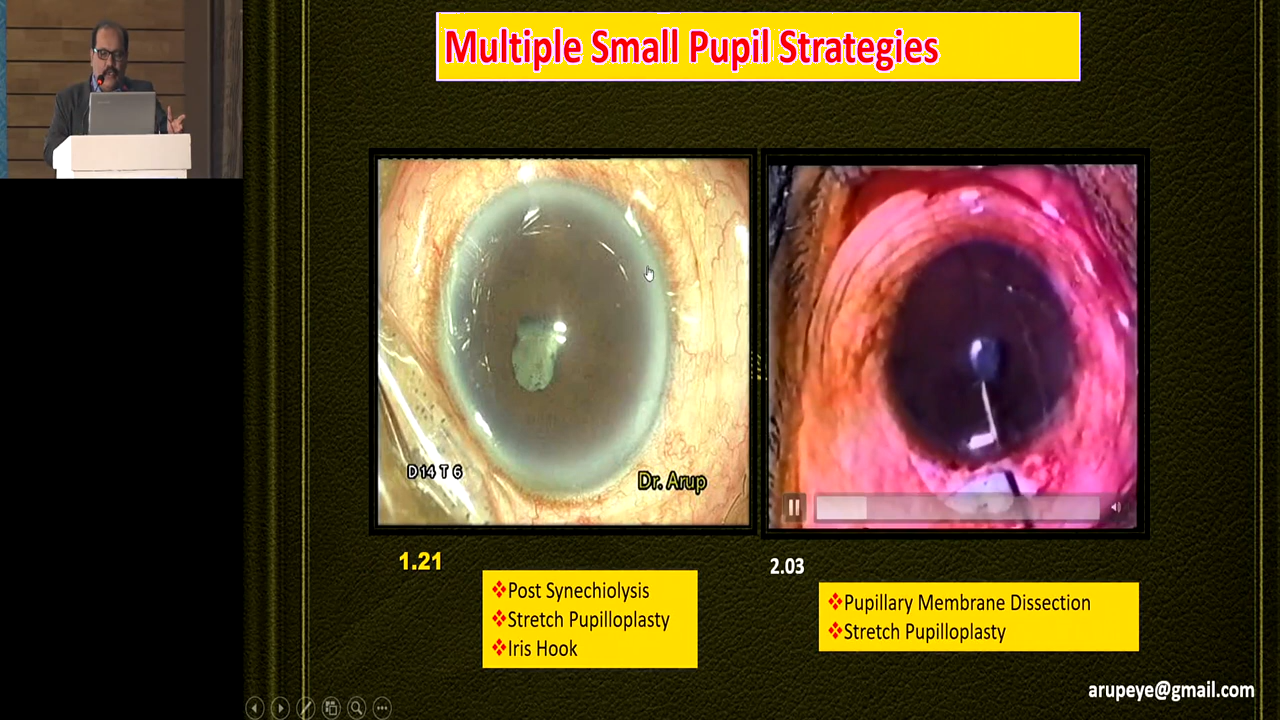 Multiple Small Pupil Strategies
D14 T 6
Dr. Arup
1.21
❖Post Synechiolysis
❖Stretch Pupilloplasty
❖Iris Hook
2.03
❖Pupillary Membrane Dissection
❖Stretch Pupilloplasty
arupeye@gmail.com